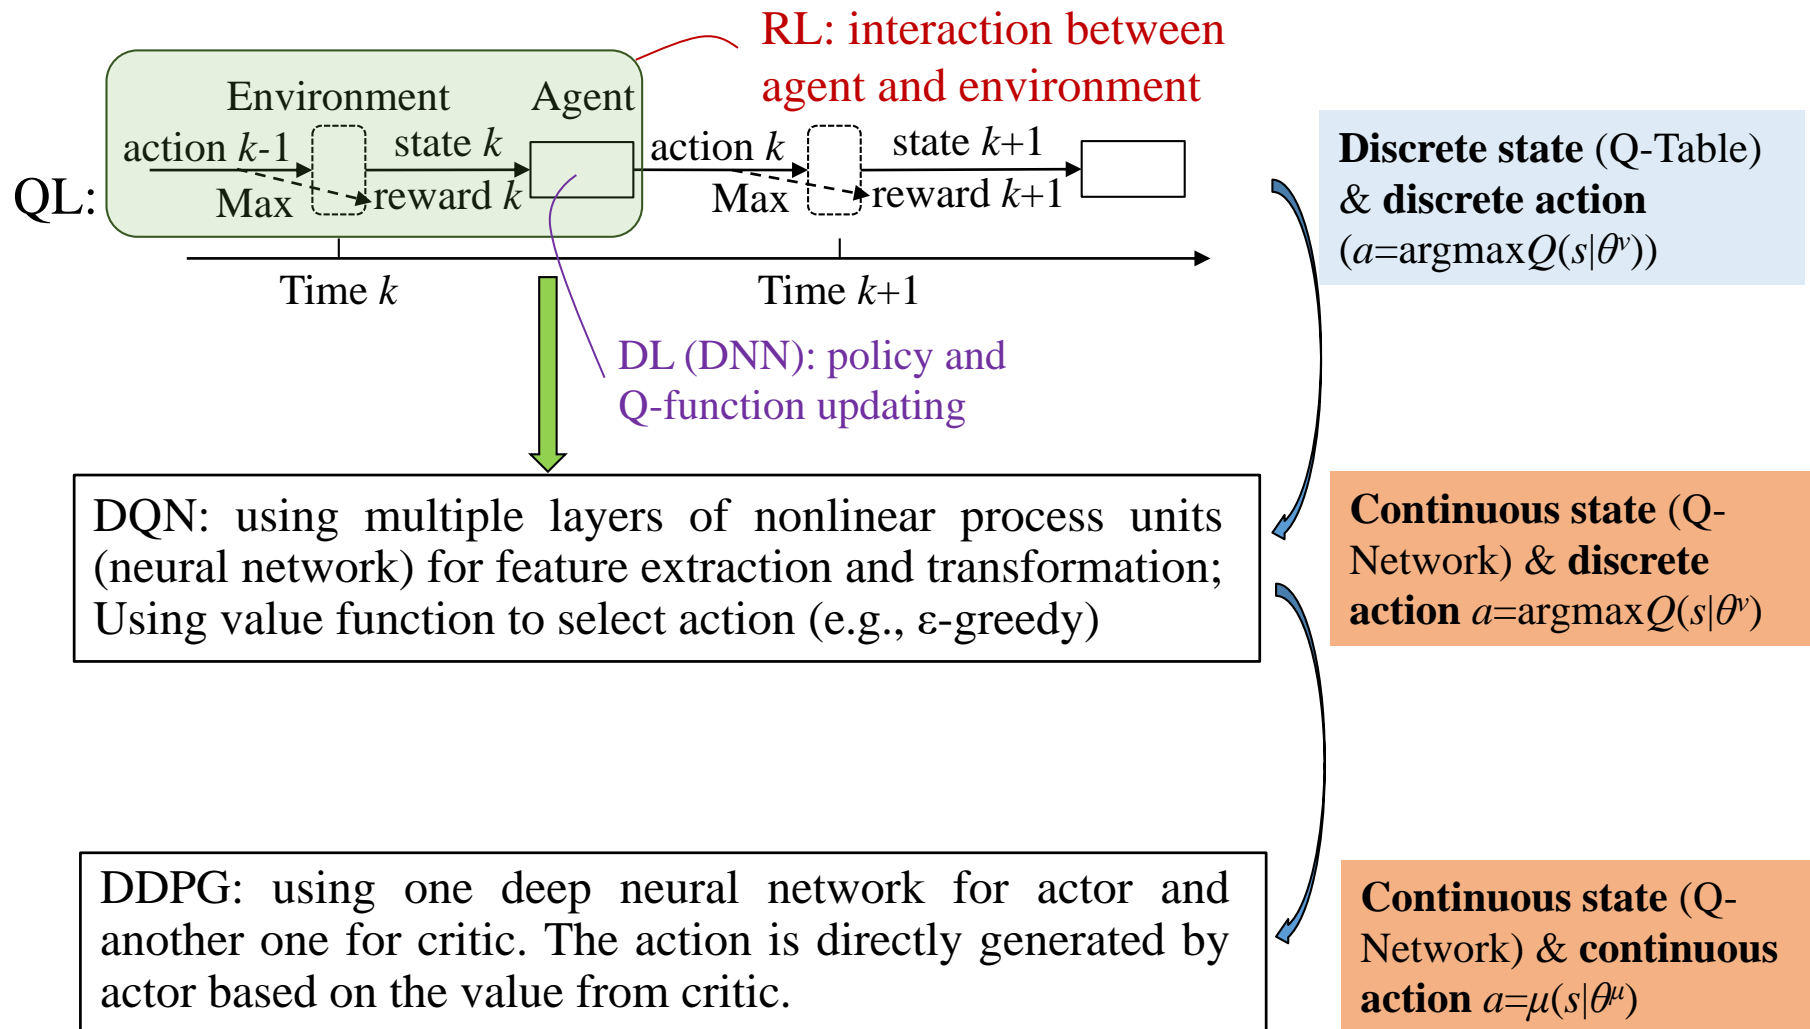 RL: interaction between
agent and environment
Environment
Agent
action k-1
state k
action k
state k+1
QL:
Max
reward k
Max
reward k+1
Time k
Time k+1
DL (DNN): policy and
Q-function updating
Discrete state (Q-Table)
& discrete action
(a=argmaxQ(s|θᵛ))
DQN: using multiple layers of nonlinear process units
(neural network) for feature extraction and transformation;
Using value function to select action (e.g., ε-greedy)
Continuous state (Q-
Network) & discrete
action a=argmaxQ(s|θᵛ)
DDPG: using one deep neural network for actor and
another one for critic. The action is directly generated by
actor based on the value from critic.
Continuous state (Q-
Network) & continuous
action a=μ(s|θ^μ)